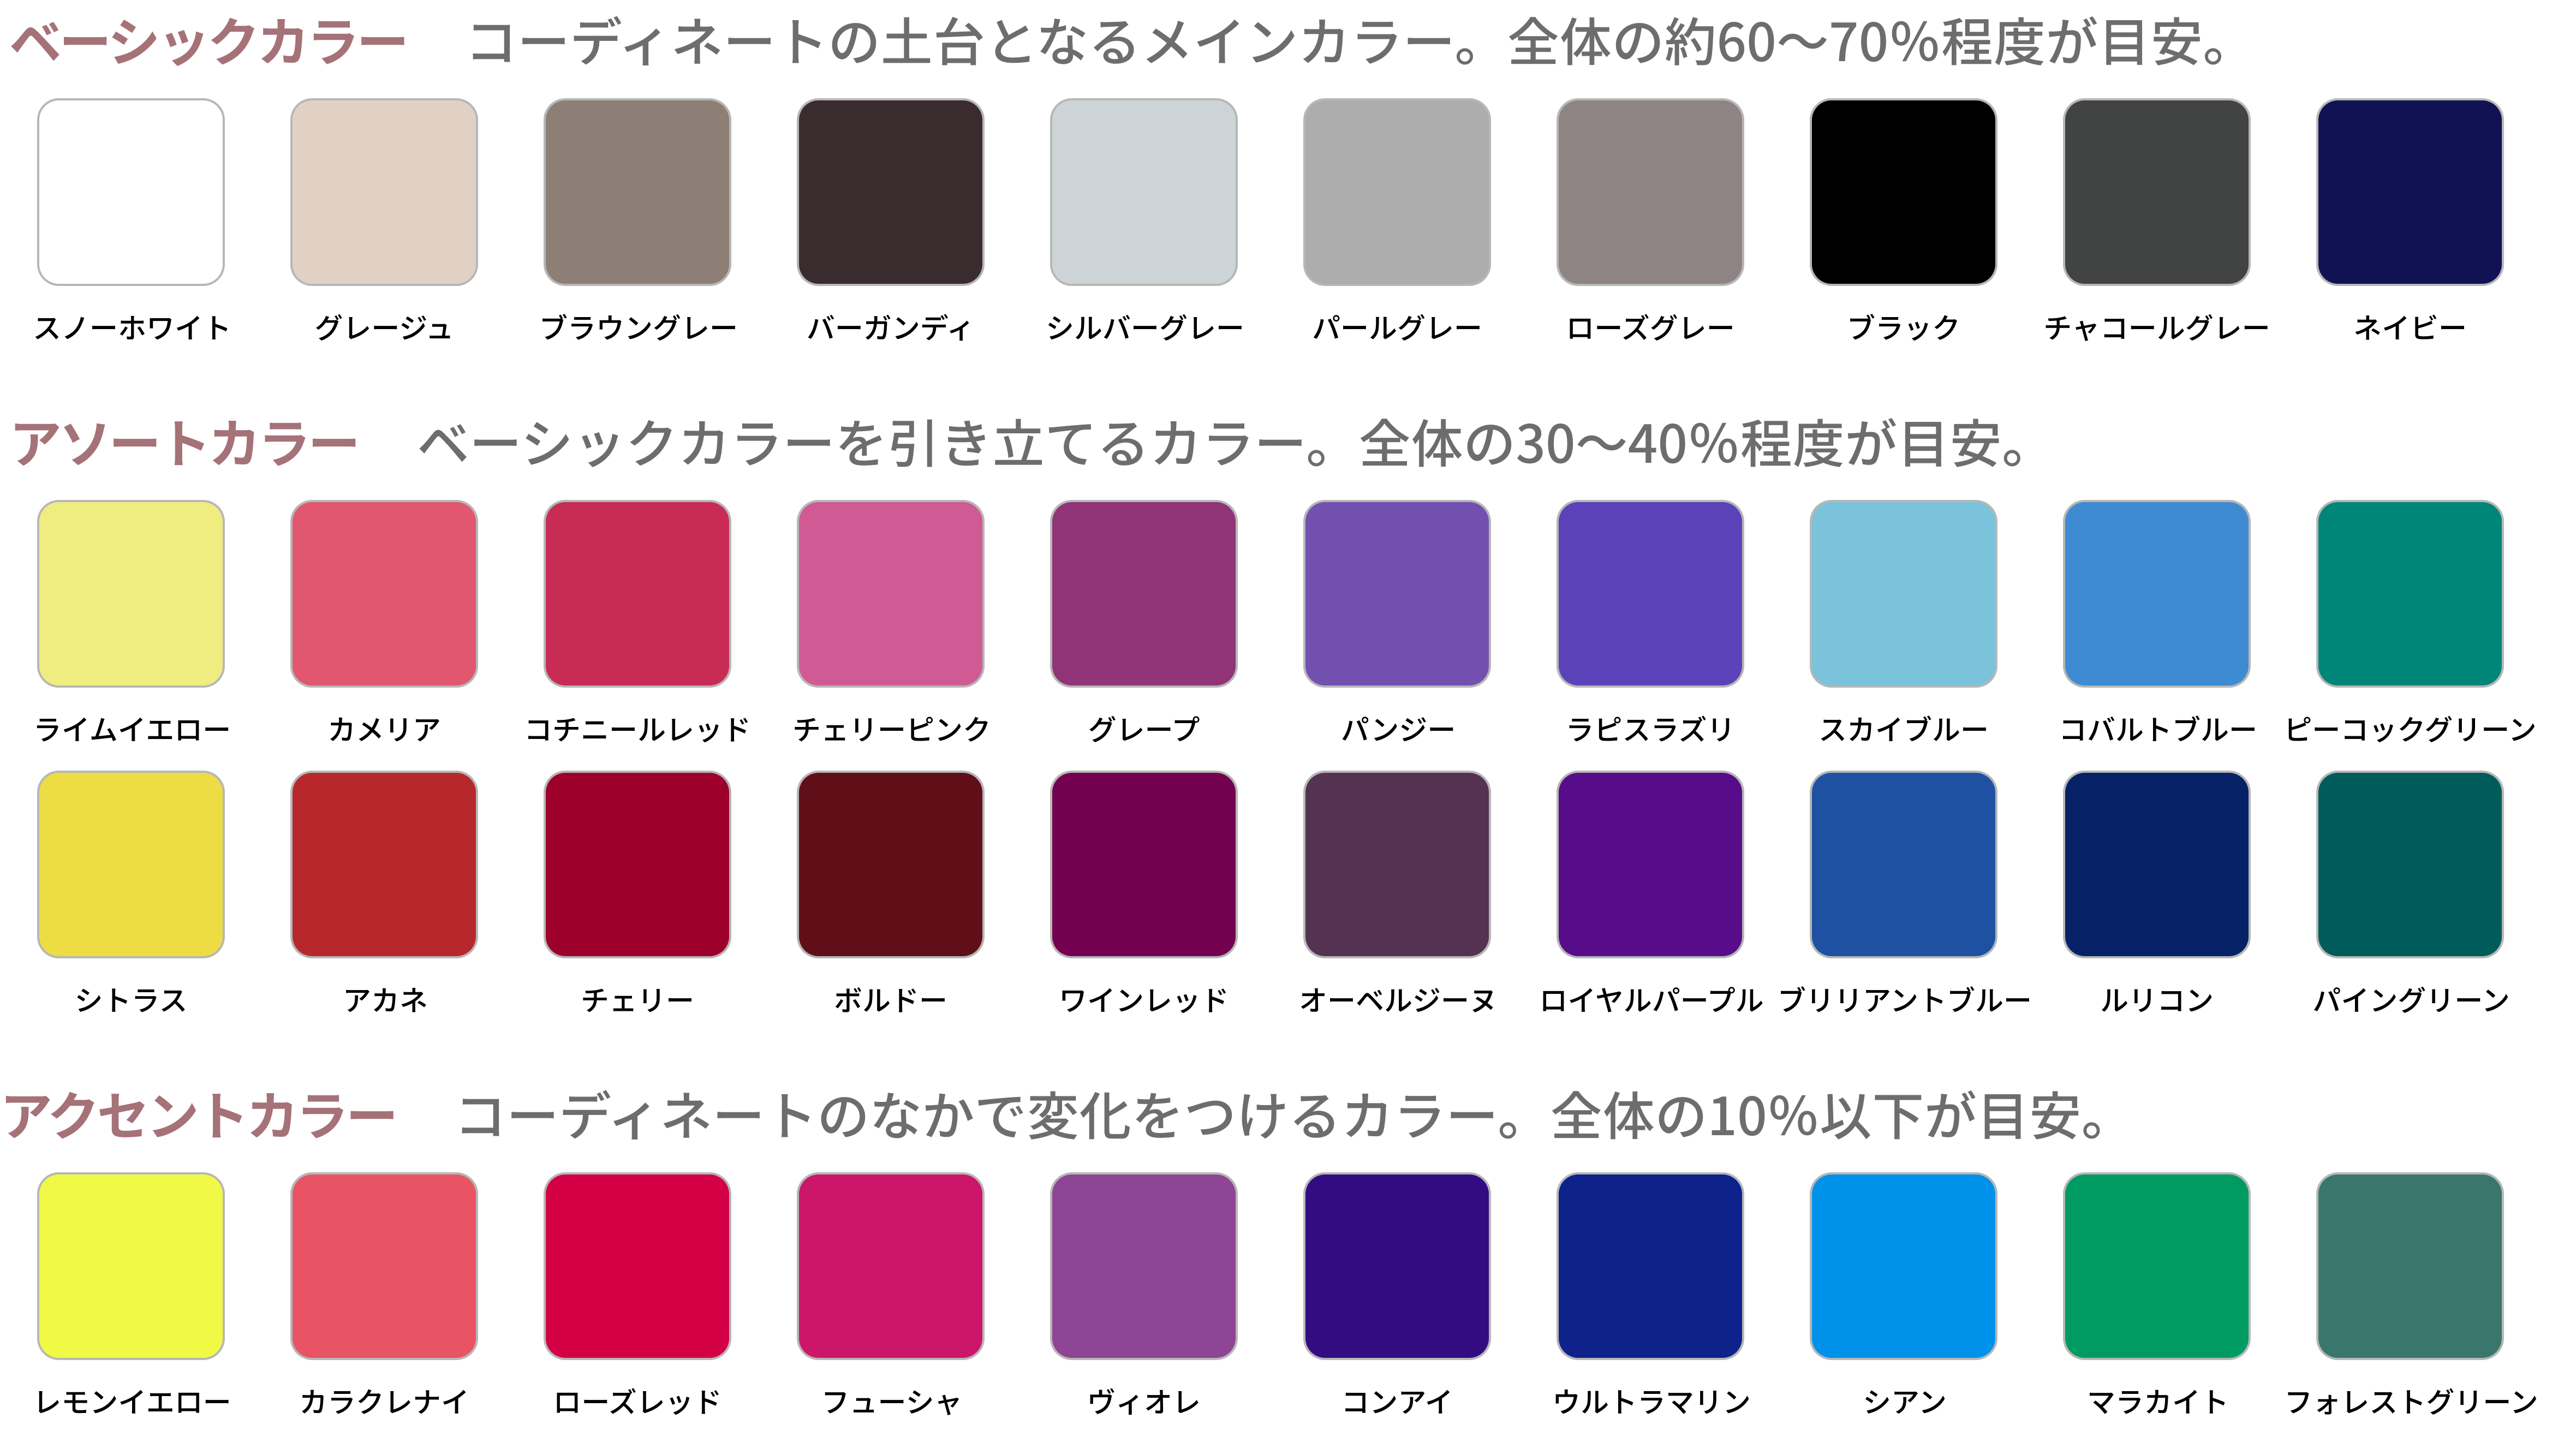 ベーシックカラー コーディネートの土台となるメインカラー。全体の約60〜70%程度が目安。
スノーホワイト グレージュ ブラウングレー バーガンディ シルバーグレー パールグレー ローズグレー ブラック チャコールグレー ネイビー
アソートカラー ベーシックカラーを引き立てるカラー。全体の30〜40%程度が目安。
ライムイエロー カメリア コチニールレッド チェリーピンク グレープ パンジー ラピスラズリ スカイブルー コバルトブルー ピーコックグリーン
シトラス アカネ チェリー ボルドー ワインレッド オーベルジーヌ ロイヤルパープル ブリリアントブルー ルリコン パイングリーン
アクセントカラー コーディネートのなかで変化をつけるカラー。全体の10%以下が目安。
レモンイエロー カラクレナイ ローズレッド フューシャ ヴィオレ コンアイ ウルトラマリン シアン マラカイト フォレストグリーン